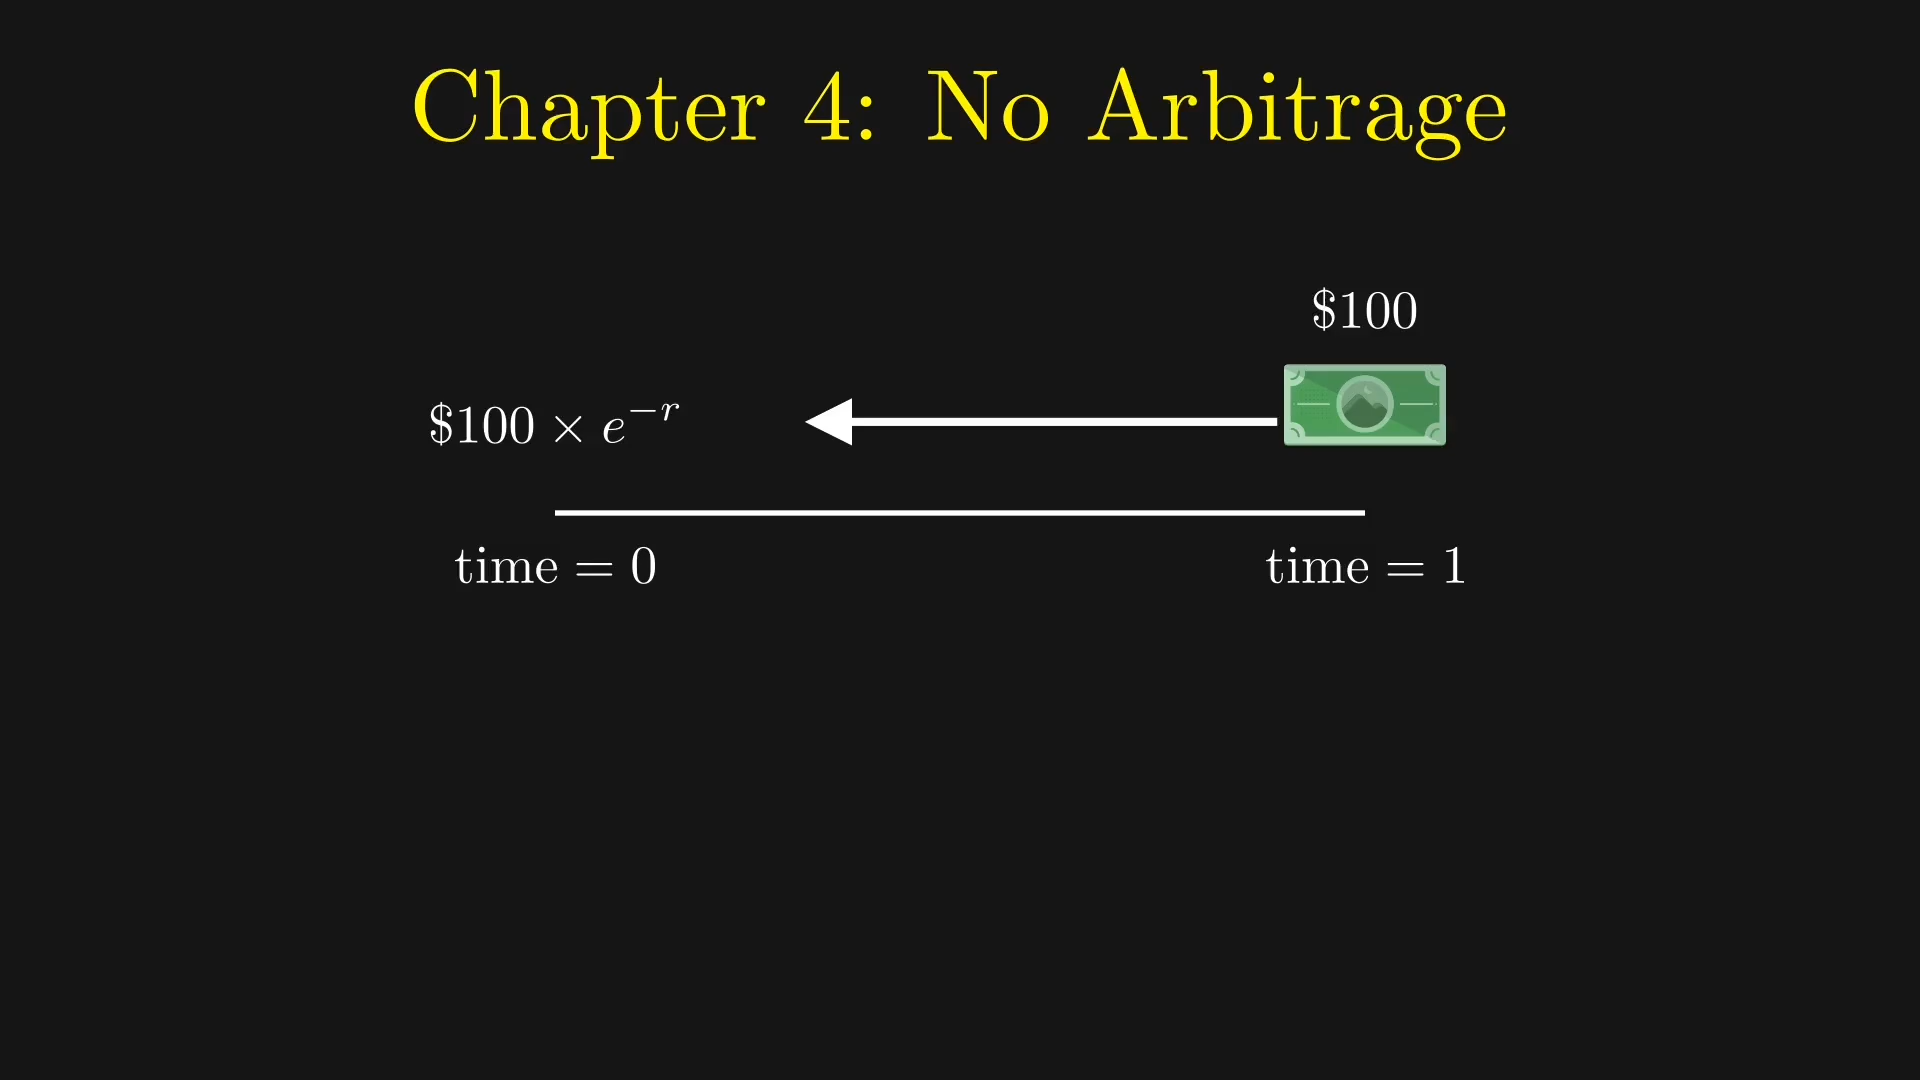 Chapter 4: No Arbitrage
$100
$100 × e^{−r}
time = 0
time = 1